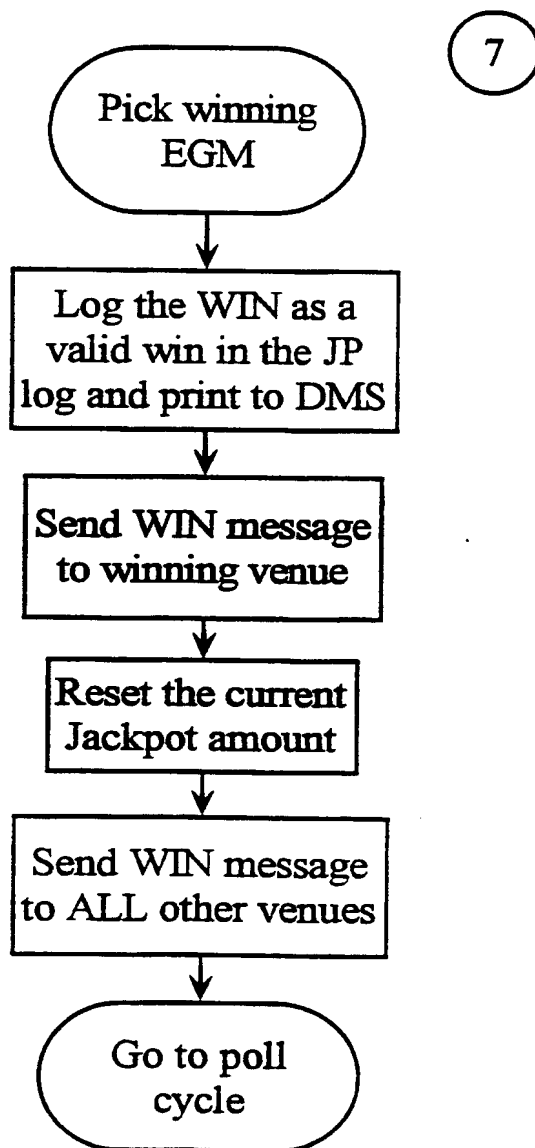 7
Pick winning
EGM
Log the WIN as a
valid win in the JP
log and print to DMS
Send WIN message
to winning venue
Reset the current
Jackpot amount
Send WIN message
to ALL other venues
Go to poll
cycle